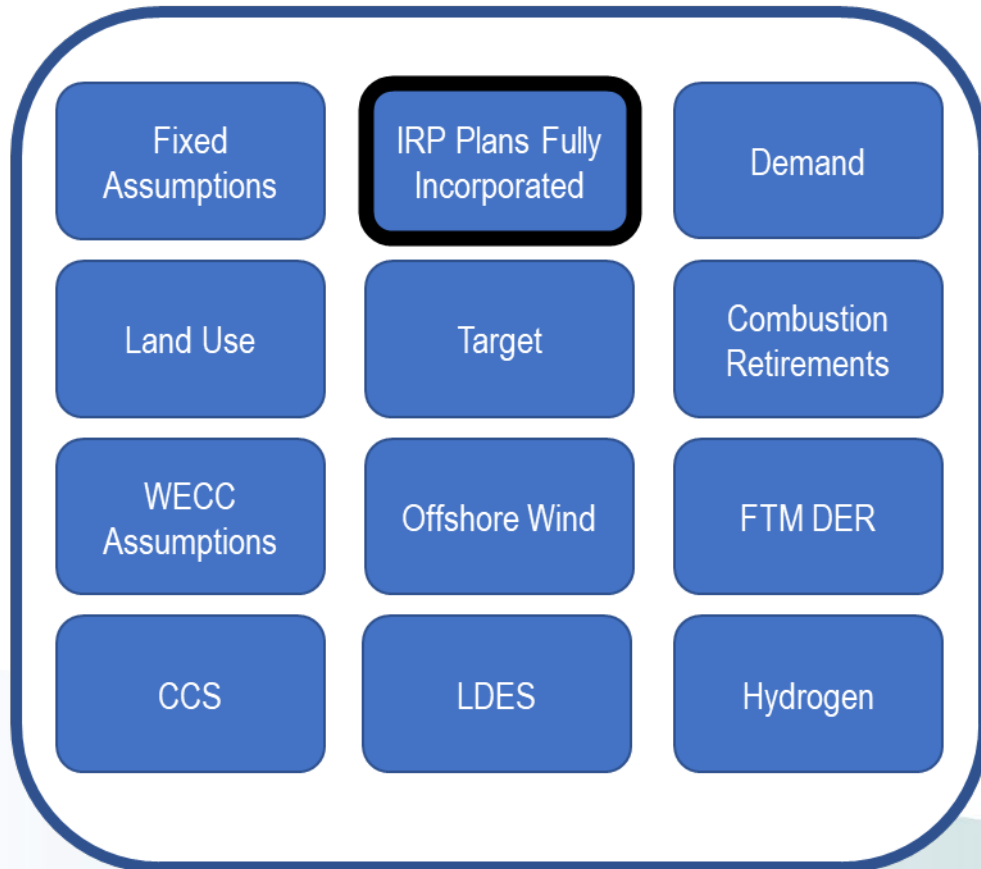 Fixed
Assumptions
IRP Plans Fully
Incorporated
Demand
Land Use
Target
Combustion
Retirements
WECC
Assumptions
Offshore Wind
FTM DER
CCS
LDES
Hydrogen